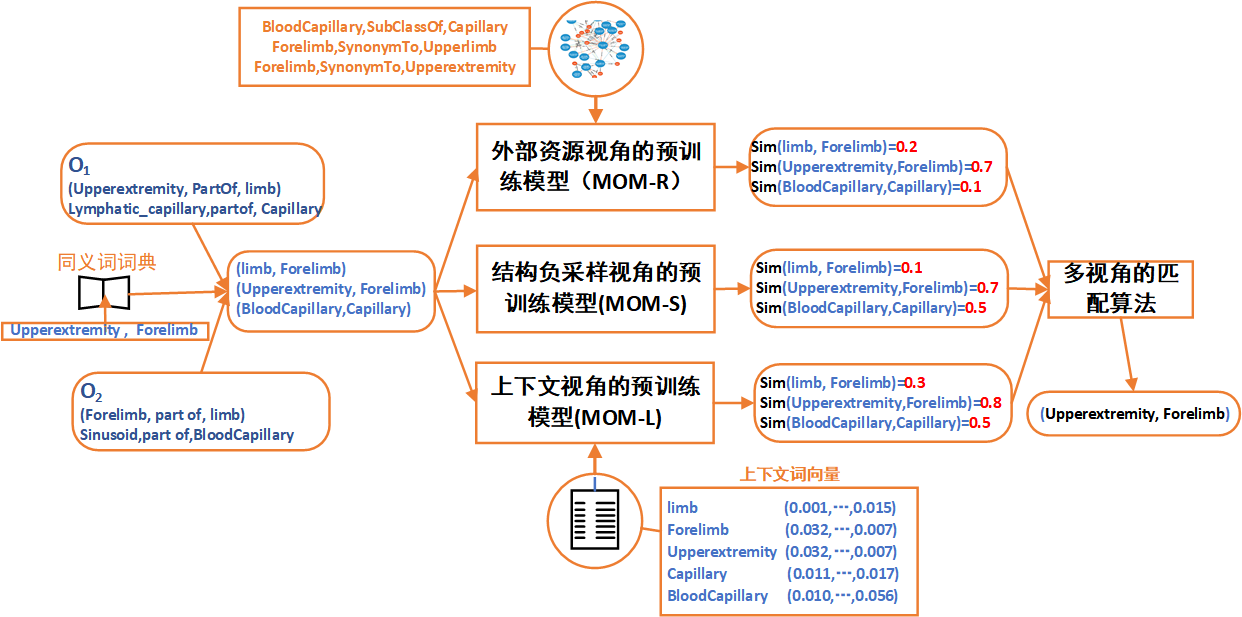 BloodCapillary,SubClassOf,Capillary
Forelimb,SynonymTo,Upperlimb
Forelimb,SynonymTo,Upperextremity
O1
(Upperextremity, PartOf, limb)
Lymphatic_capillary,partof, Capillary
同义词词典
Upperextremlty , Forelimb
O2
(Forelimb, part of, limb)
Sinusoid,part of,BloodCapillary
(limb, Forelimb)
(Upperextremity, Forelimb)
(BloodCapillary,Capillary)
外部资源视角的预训
练模型（MOM-R）
结构负采样视角的预
训练模型(MOM-S)
上下文视角的预训练
模型(MOM-L)
Sim(limb, Forelimb)=0.2
Sim(Upperextremity,Forelimb)=0.7
Sim(BloodCapillary,Capillary)=0.1
Sim(limb, Forelimb)=0.1
Sim(Upperextremity,Forelimb)=0.7
Sim(BloodCapillary,Capillary)=0.5
Sim(limb, Forelimb)=0.3
Sim(Upperextremity,Forelimb)=0.8
Sim(BloodCapillary,Capillary)=0.5
多视角的匹
配算法
(Upperextremity, Forelimb)
上下文词向量
limb (0.001,···,0.015)
Forelimb (0.032,···,0.007)
Upperextremity (0.032,···,0.007)
Capillary (0.011,···,0.017)
BloodCapillary (0.010,···,0.056)